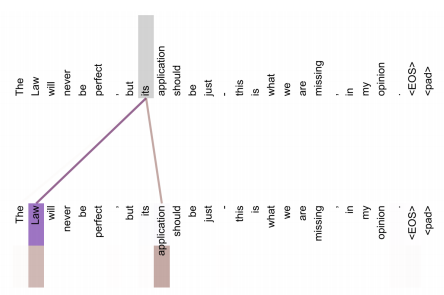 The Law will never be perfect , but its application should be just - this is what we are missing , in my opinion . <EOS> <pad>
The Law will never be perfect , but its application should be just - this is what we are missing , in my opinion . <EOS> <pad>